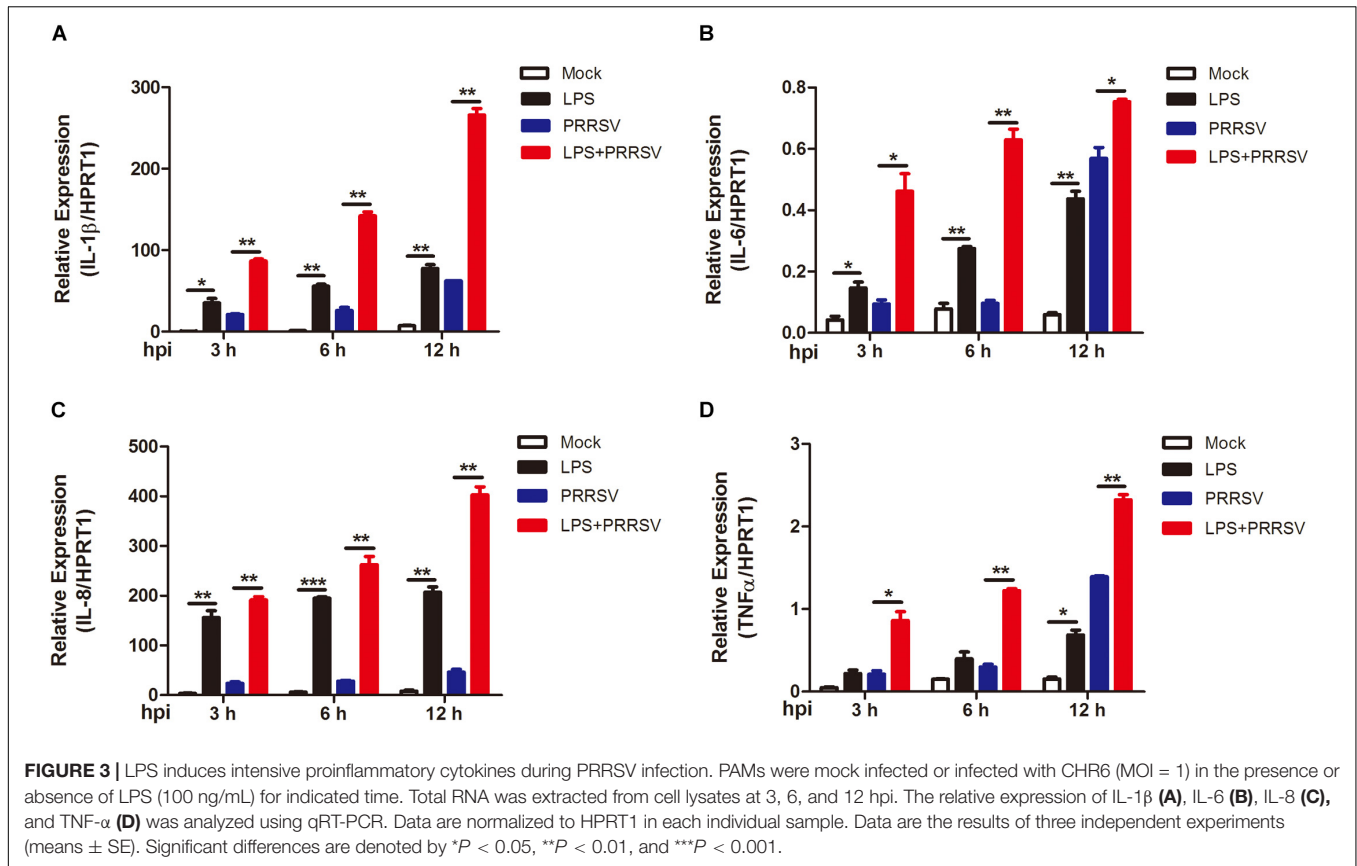 A
Relative Expression
(IL-1β/HPRT1)
300
200
100
0
hpi
3 h
6 h
12 h
*
**
**
**
**
**
Mock
LPS
PRRSV
LPS+PRRSV
B
Relative Expression
(IL-6/HPRT1)
0.8
0.6
0.4
0.2
0.0
hpi
3 h
6 h
12 h
*
*
**
**
**
*
Mock
LPS
PRRSV
LPS+PRRSV
C
Relative Expression
(IL-8/HPRT1)
500
400
300
200
100
0
hpi
3 h
6 h
12 h
**
**
***
**
**
**
Mock
LPS
PRRSV
LPS+PRRSV
D
Relative Expression
(TNFα/HPRT1)
3
2
1
0
hpi
3 h
6 h
12 h
*
**
*
**
Mock
LPS
PRRSV
LPS+PRRSV
FIGURE 3 | LPS induces intensive proinflammatory cytokines during PRRSV infection. PAMs were mock infected or infected with CHR6 (MOI = 1) in the presence or
absence of LPS (100 ng/mL) for indicated time. Total RNA was extracted from cell lysates at 3, 6, and 12 hpi. The relative expression of IL-1β (A), IL-6 (B), IL-8 (C),
and TNF-α (D) was analyzed using qRT-PCR. Data are normalized to HPRT1 in each individual sample. Data are the results of three independent experiments
(means ± SE). Significant differences are denoted by *P < 0.05, **P < 0.01, and ***P < 0.001.